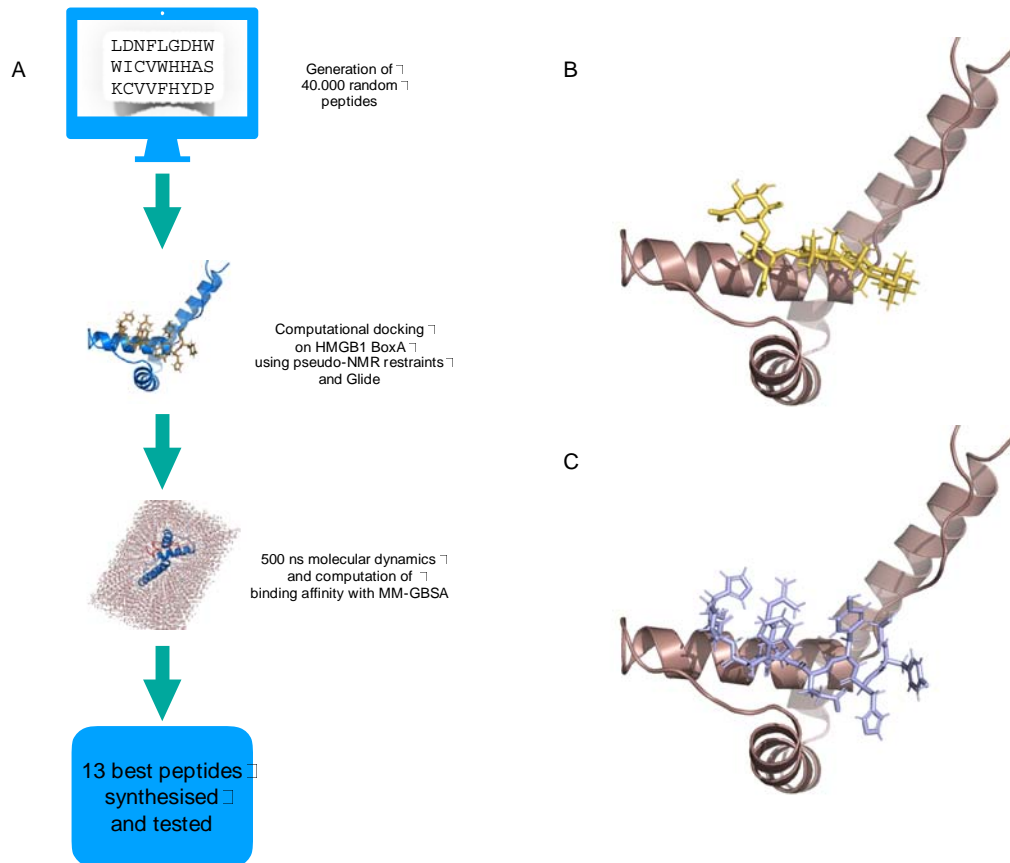 A
LDNFLGDHW
WICVWHHAS
KCVVFHYDP
Generation of
40.000 random
peptides
Computational docking
on HMGB1 BoxA
using pseudo-NMR restraints
and Glide
500 ns molecular dynamics
and computation of
binding affinity with MM-GBSA
13 best peptides
synthesised
and tested
B
C